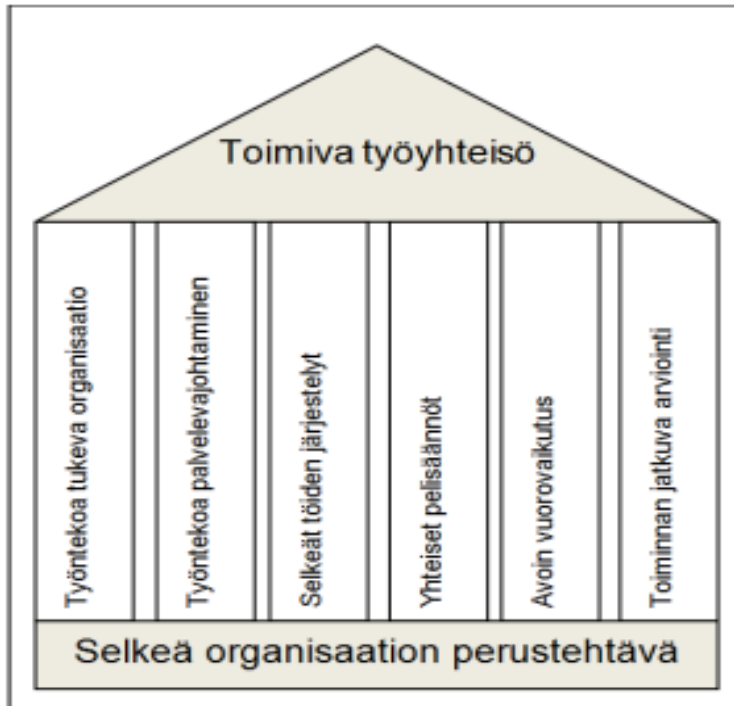 Toimiva työyhteisö
Työntekoa tukeva organisaatio
Työntekoa palvelevajohtaminen
Selkeät töiden järjestelyt
Yhteiset pelisäännöt
Avoin vuorovaikutus
Toiminnan jatkuva arviointi
Selkeä organisaation perustehtävä